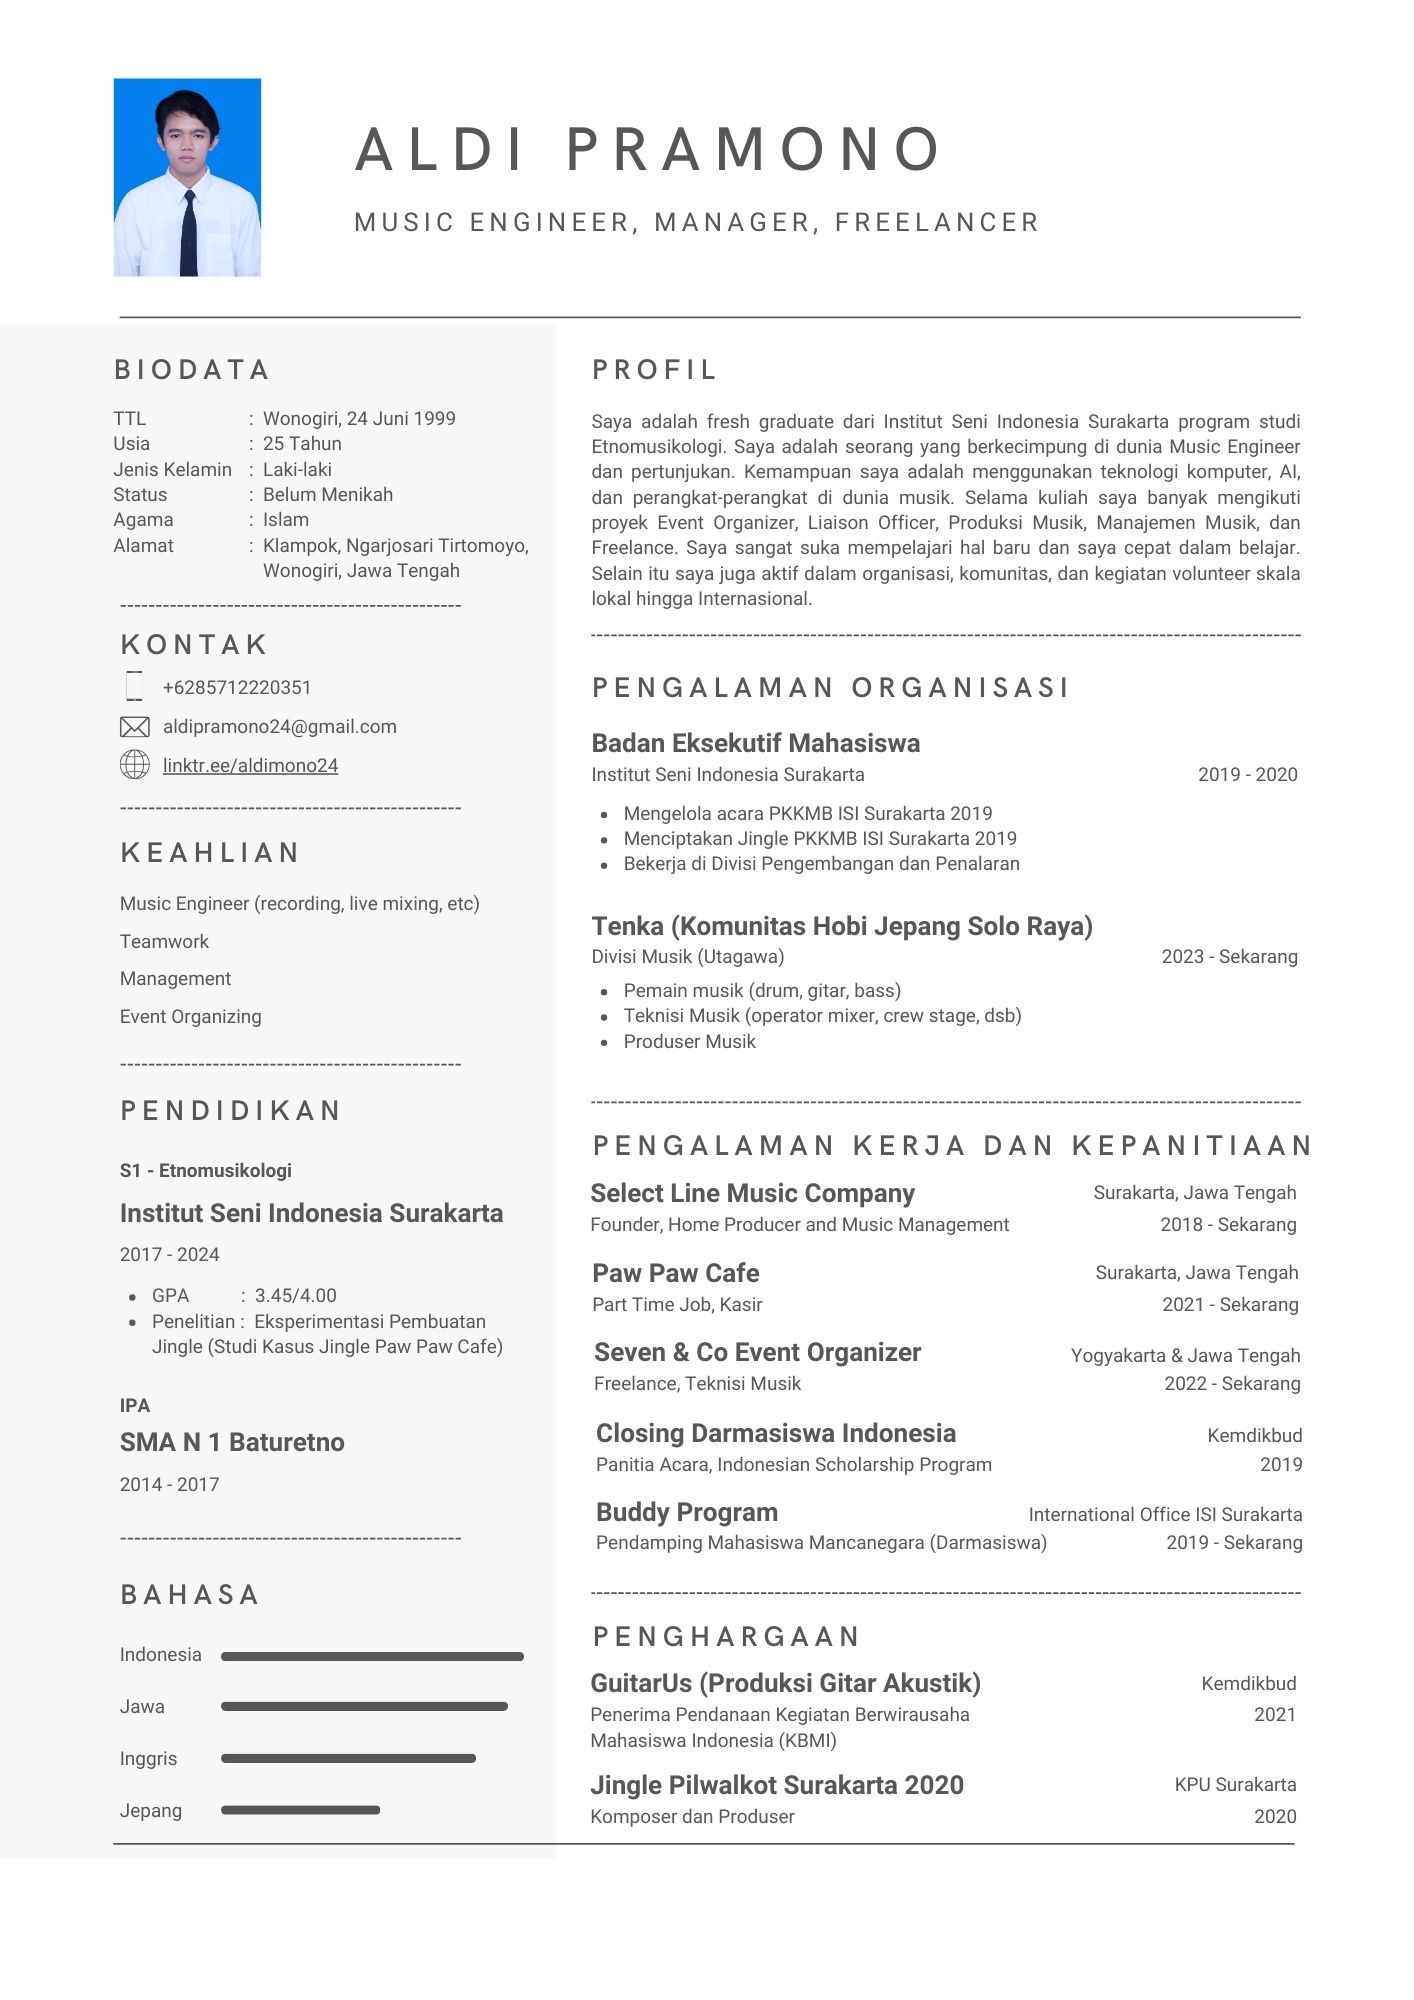 ALDI PRAMONO
MUSIC ENGINEER, MANAGER, FREELANCER
BIODATA
TTL : Wonogiri, 24 Juni 1999
Usia : 25 Tahun
Jenis Kelamin : Laki-laki
Status : Belum Menikah
Agama : Islam
Alamat : Klampok, Ngarjosari Tirtomoyo,
Wonogiri, Jawa Tengah
KONTAK
+6285712220351
aldipramono24@gmail.com
linktr.ee/aldimono24
KEAHLIAN
Music Engineer (recording, live mixing, etc)
Teamwork
Management
Event Organizing
PENDIDIKAN
S1 - Etnomusikologi
Institut Seni Indonesia Surakarta
2017 - 2024
• GPA : 3.45/4.00
• Penelitian : Eksperimentasi Pembuatan
Jingle (Studi Kasus Jingle Paw Paw Cafe)
IPA
SMA N 1 Baturetno
2014 - 2017
BAHASA
Indonesia
Jawa
Inggris
Jepang
PROFIL
Saya adalah fresh graduate dari Institut Seni Indonesia Surakarta program studi
Etnomusikologi. Saya adalah seorang yang berkecimpung di dunia Music Engineer
dan pertunjukan. Kemampuan saya adalah menggunakan teknologi komputer, AI,
dan perangkat-perangkat di dunia musik. Selama kuliah saya banyak mengikuti
proyek Event Organizer, Liaison Officer, Produksi Musik, Manajemen Musik, dan
Freelance. Saya sangat suka mempelajari hal baru dan saya cepat dalam belajar.
Selain itu saya juga aktif dalam organisasi, komunitas, dan kegiatan volunteer skala
lokal hingga Internasional.
PENGALAMAN ORGANISASI
Badan Eksekutif Mahasiswa
Institut Seni Indonesia Surakarta 2019 - 2020
• Mengelola acara PKKMB ISI Surakarta 2019
• Menciptakan Jingle PKKMB ISI Surakarta 2019
• Bekerja di Divisi Pengembangan dan Penalaran
Tenka (Komunitas Hobi Jepang Solo Raya)
Divisi Musik (Utagawa) 2023 - Sekarang
• Pemain musik (drum, gitar, bass)
• Teknisi Musik (operator mixer, crew stage, dsb)
• Produser Musik
PENGALAMAN KERJA DAN KEPANITIAAN
Select Line Music Company Surakarta, Jawa Tengah
Founder, Home Producer and Music Management 2018 - Sekarang
Paw Paw Cafe Surakarta, Jawa Tengah
Part Time Job, Kasir 2021 - Sekarang
Seven & Co Event Organizer Yogyakarta & Jawa Tengah
Freelance, Teknisi Musik 2022 - Sekarang
Closing Darmasiswa Indonesia Kemdikbud
Panitia Acara, Indonesian Scholarship Program 2019
Buddy Program International Office ISI Surakarta
Pendamping Mahasiswa Mancanegara (Darmasiswa) 2019 - Sekarang
PENGHARGAAN
GuitarUs (Produksi Gitar Akustik) Kemdikbud
Penerima Pendanaan Kegiatan Berwirausaha 2021
Mahasiswa Indonesia (KBMI)
Jingle Pilwalkot Surakarta 2020 KPU Surakarta
Komposer dan Produser 2020